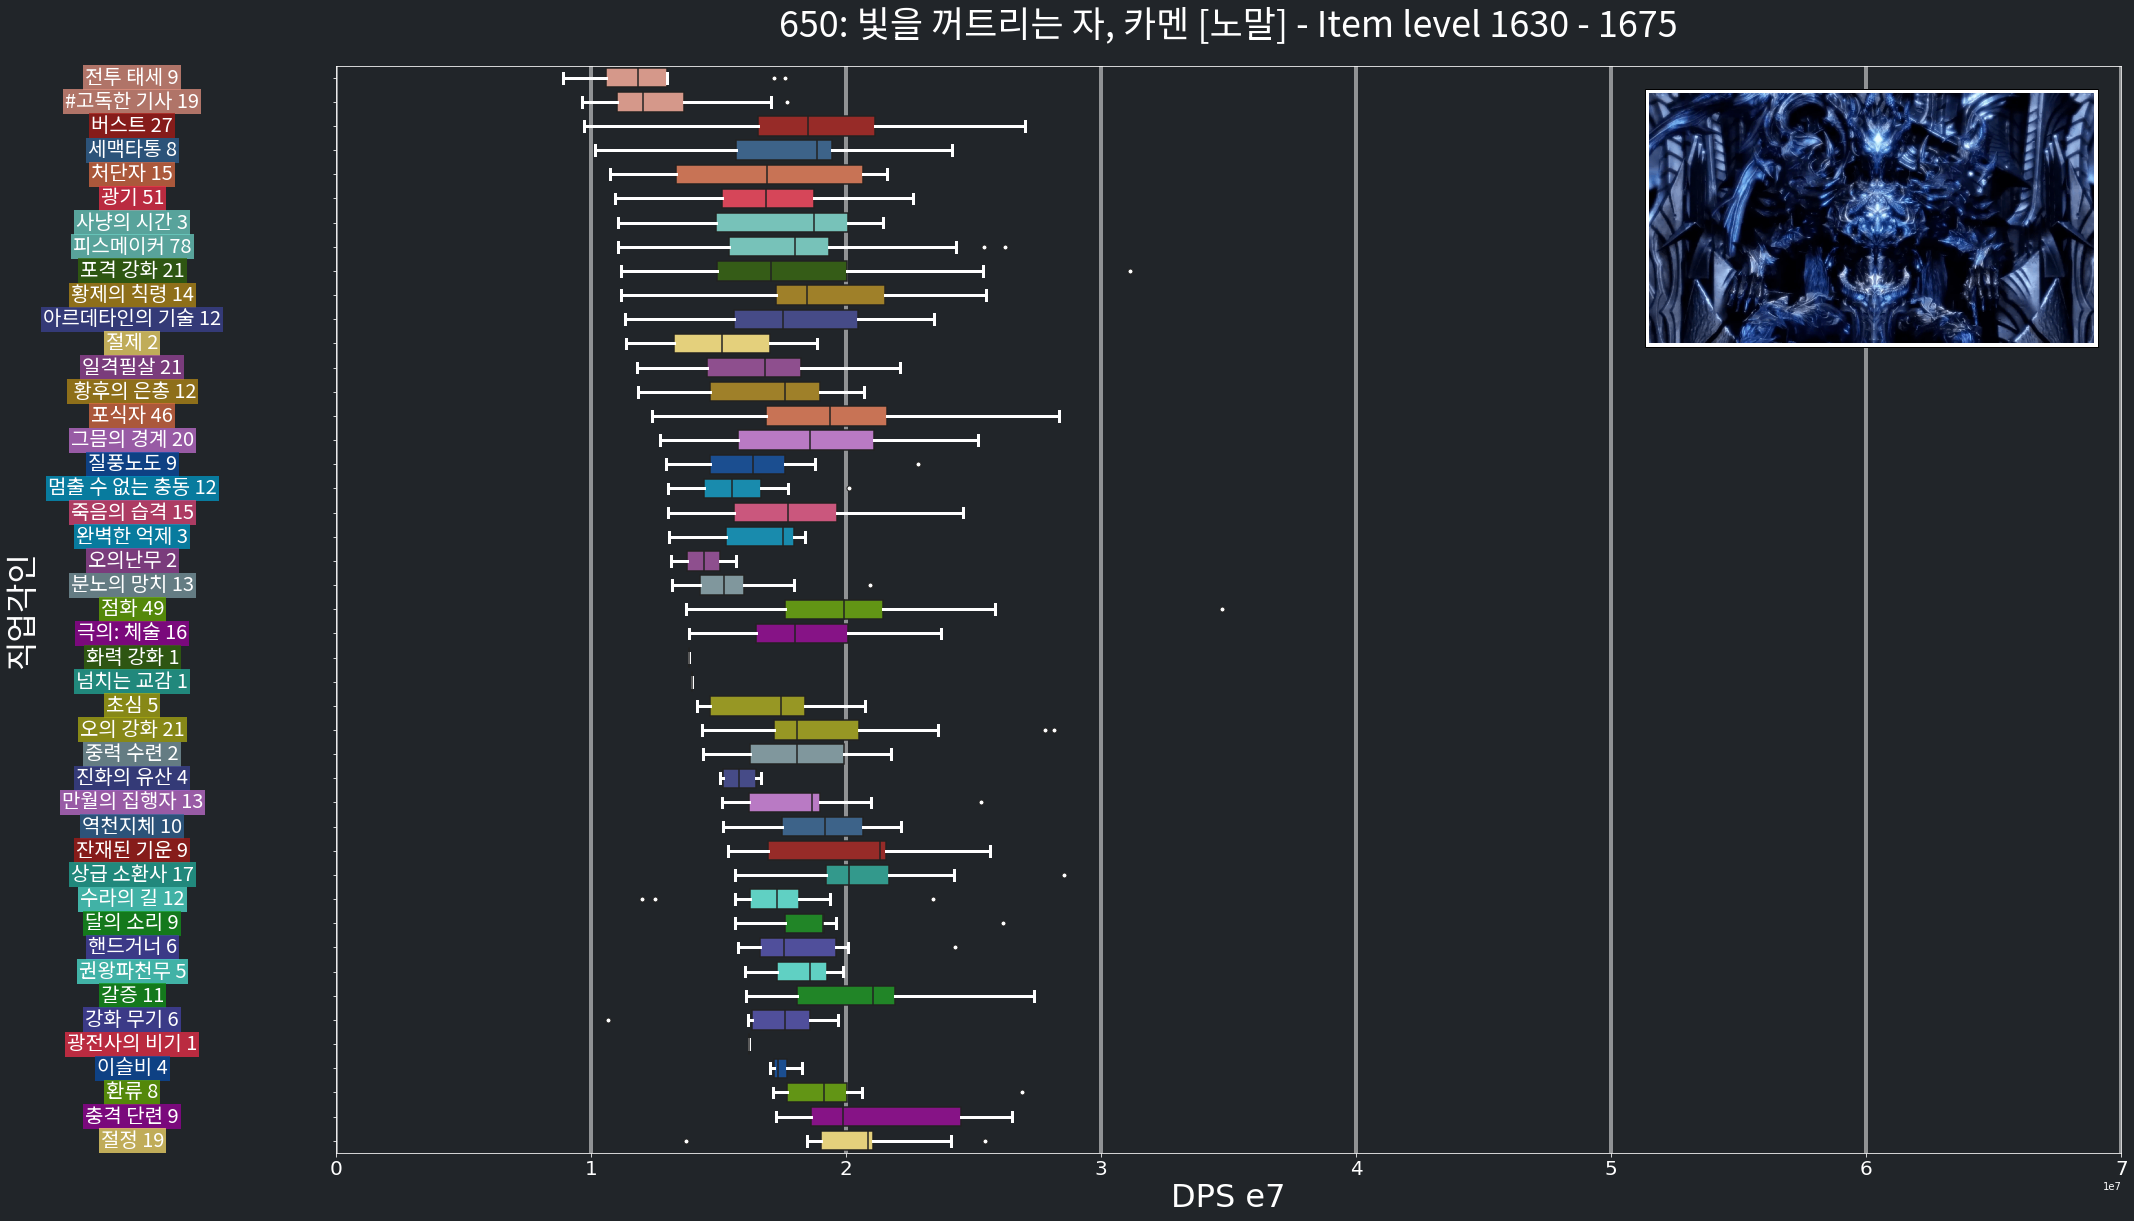 650: 빛을 꺼트리는 자, 카멘 [노말] - Item level 1630 - 1675
직업각인
전투 태세 9
#고독한 기사 19
버스트 27
세맥타통 8
처단자 15
광기 51
사냥의 시간 3
피스메이커 78
포격 강화 21
황제의 칙령 14
아르데타인의 기술 12
절제 2
일격필살 21
황후의 은총 12
포식자 46
그믐의 경계 20
질풍노도 9
멈출 수 없는 충동 12
죽음의 습격 15
완벽한 억제 3
오의난무 2
분노의 망치 13
점화 49
극의: 체술 16
화력 강화 1
넘치는 교감 1
초심 5
오의 강화 21
중력 수련 2
진화의 유산 4
만월의 집행자 13
역천지체 10
잔재된 기운 9
상급 소환사 17
수라의 길 12
달의 소리 9
핸드거너 6
권왕파천무 5
갈증 11
강화 무기 6
광전사의 비기 1
이슬비 4
환류 8
충격 단련 9
절정 19
0 1 2 3 4 5 6 7
1e7
DPS e7